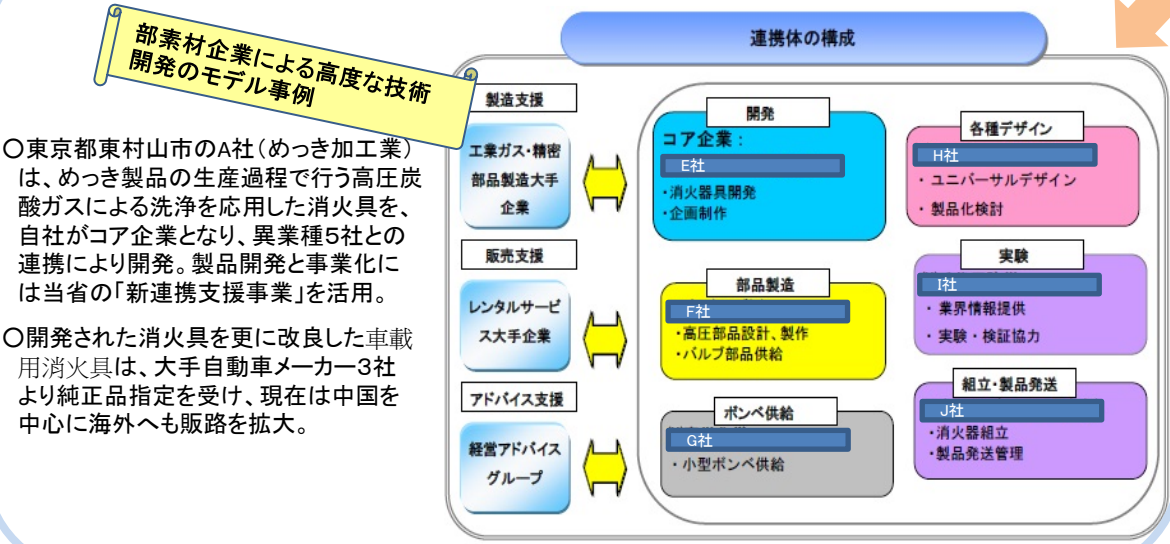 部素材企業による高度な技術
開発のモデル事例
〇東京都東村山市のA社(めっき加工業)
は、めっき製品の生産過程で行う高圧炭
酸ガスによる洗浄を応用した消火具を、
自社がコア企業となり、異業種5社との
連携により開発。製品開発と事業化に
は当省の「新連携支援事業」を活用。
〇開発された消火具を更に改良した車載
用消火具は、大手自動車メーカー3社
より純正品指定を受け、現在は中国を
中心に海外へも販路を拡大。
連携体の構成
製造支援
工業ガス・精密
部品製造大手
企業
販売支援
レンタルサービ
ス大手企業
アドバイス支援
経営アドバイス
グループ
開発
コア企業:
E社
・消火器具開発
・企画制作
部品製造
F社
・高圧部品設計、製作
・バルブ部品供給
ボンベ供給
G社
・小型ボンベ供給
各種デザイン
H社
・ユニバーサルデザイン
・製品化検討
実験
I社
・業界情報提供
・実験・検証協力
組立・製品発送
J社
・消火器組立
・製品発送管理